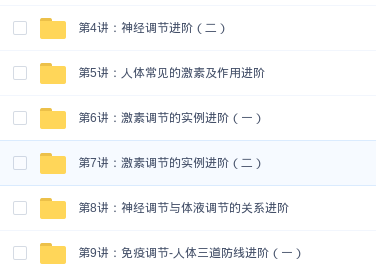 第4讲：神经调节进阶（二）
第5讲：人体常见的激素及作用进阶
第6讲：激素调节的实例进阶（一）
第7讲：激素调节的实例进阶（二）
第8讲：神经调节与体液调节的关系进阶
第9讲：免疫调节-人体三道防线进阶（一）